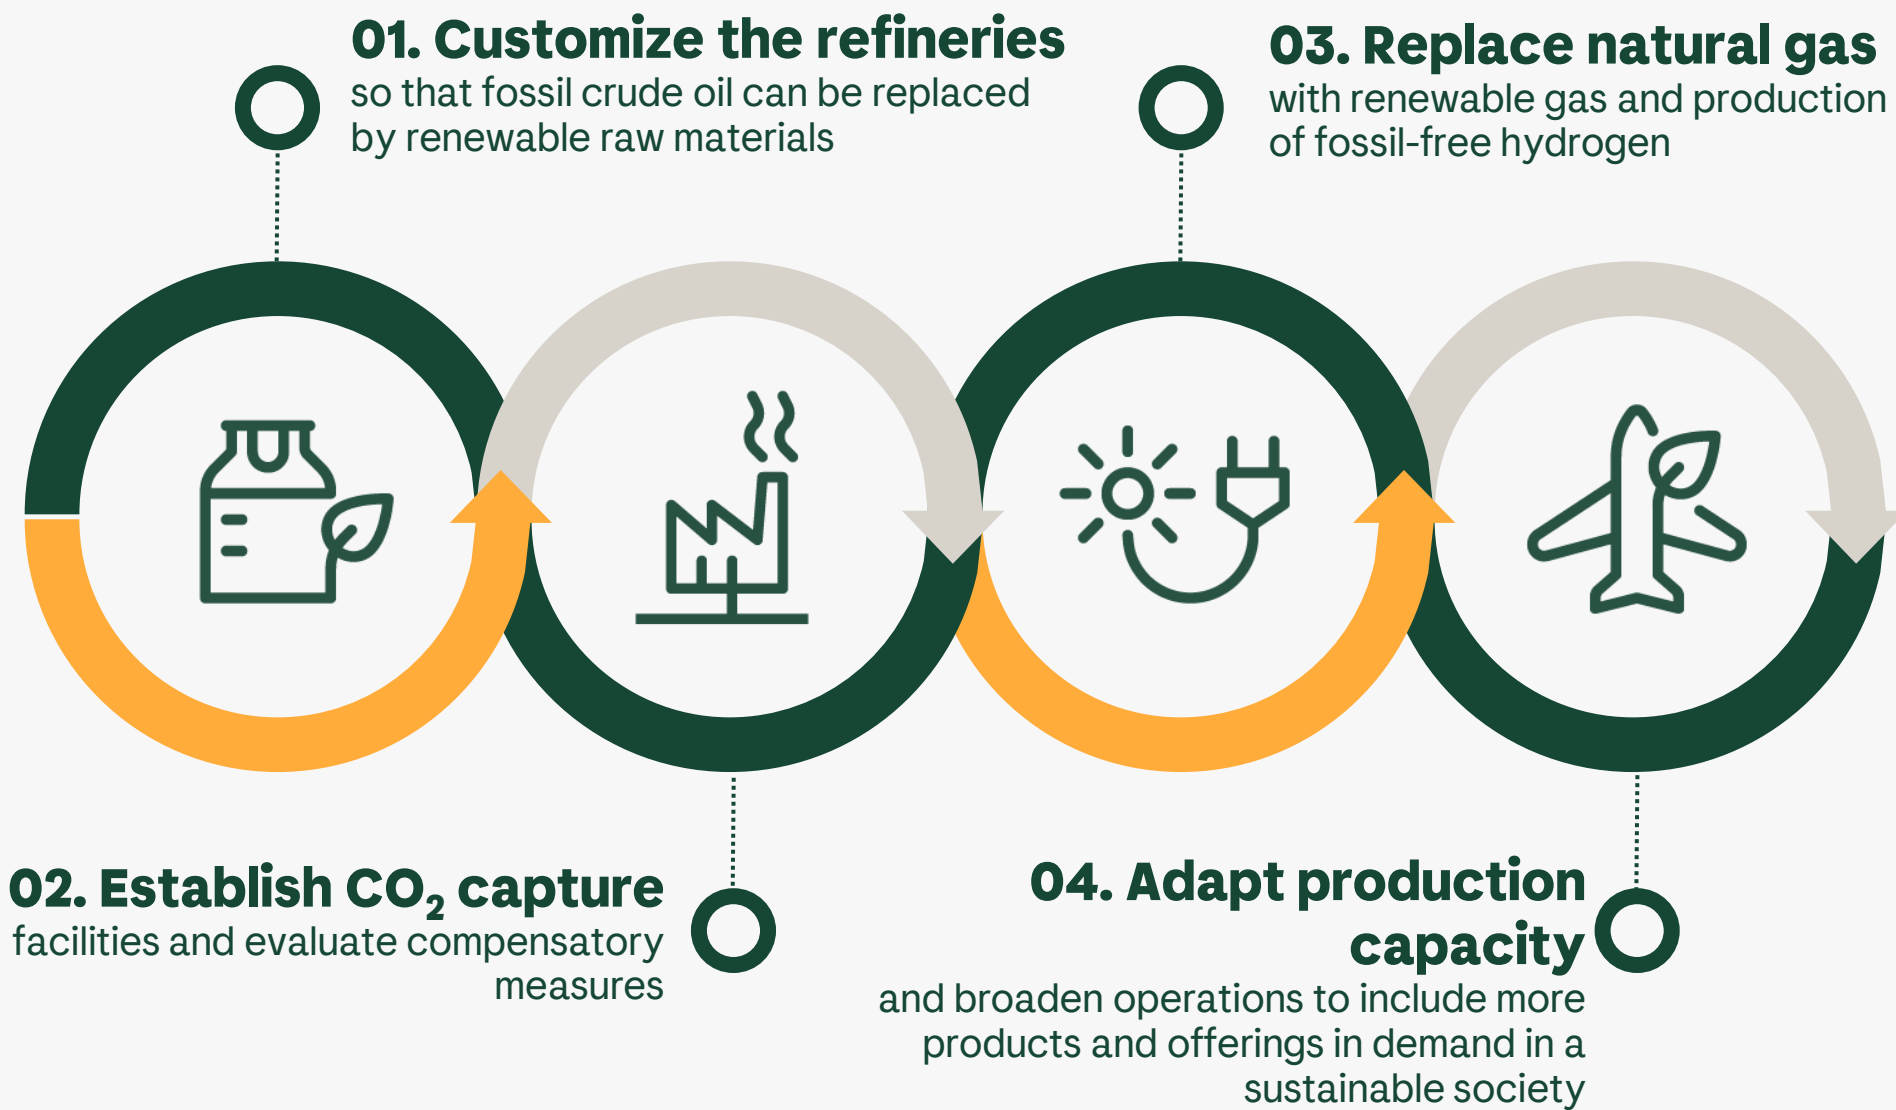 01. Customize the refineries
so that fossil crude oil can be replaced
by renewable raw materials
02. Establish CO₂ capture
facilities and evaluate compensatory
measures
03. Replace natural gas
with renewable gas and production
of fossil-free hydrogen
04. Adapt production
capacity
and broaden operations to include more
products and offerings in demand in a
sustainable society